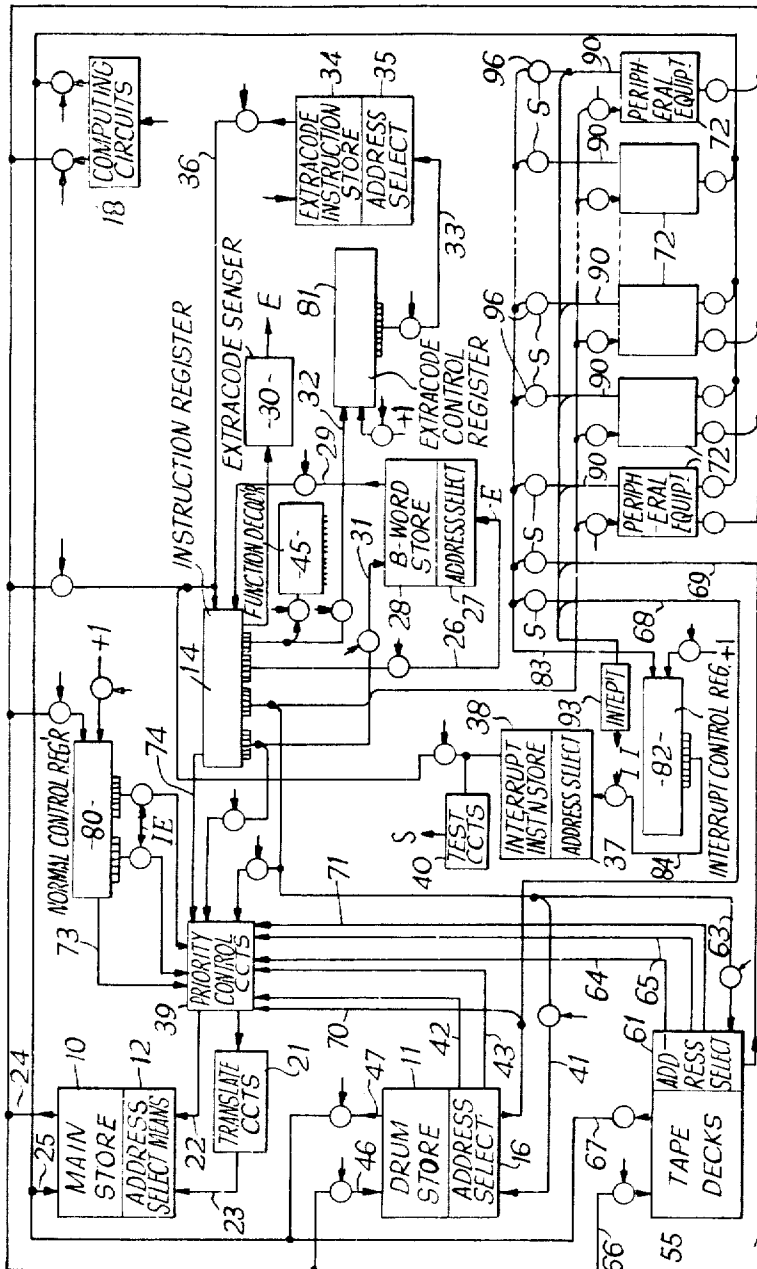 24
25
10
MAIN
STORE
12
ADDRESS
SELECT MEANS
22
23
TRANSLATE
CCTS
21
39
PRIORITY
CONTROL
CCTS
73
74
NORMAL CONTROL REG'R
-80-
+1
IE
INSTRUCTION REGISTER
14
EXTRACODE SENSER
-30-
E
FUNCTION DECOD'R
-45-
32
29
36
18
COMPUTING
CIRCUITS
EXTRACODE
INSTRUCTION
STORE
34
ADDRESS
SELECT
35
33'
81
EXTRACODE
CONTROL
REGISTER
+1
31
28
B-WORD
STORE
27
ADDRESS SELECT
26
E
46
47
DRUM
STORE
11
ADDRESS
SELECT
16
70
42
43
41
64
65
71
63
S
40
TEST
CCTS
38
INTERRUPT
INST'N STORE
ADDRESS SELECT
37
I
I
93
INTEP'T
-82-
84
INTERRUPT CONTROL REG.
+1
83
68
69
66'
67
55
TAPE
DECKS
61
ADD-
RESS
SELECT
S
S
S
S
S
96
96
90
90
90
90
90
90
PERIPH-
ERAL
EQUIP'T
72
72
PERIPH-
ERAL
EQUIP'T
72